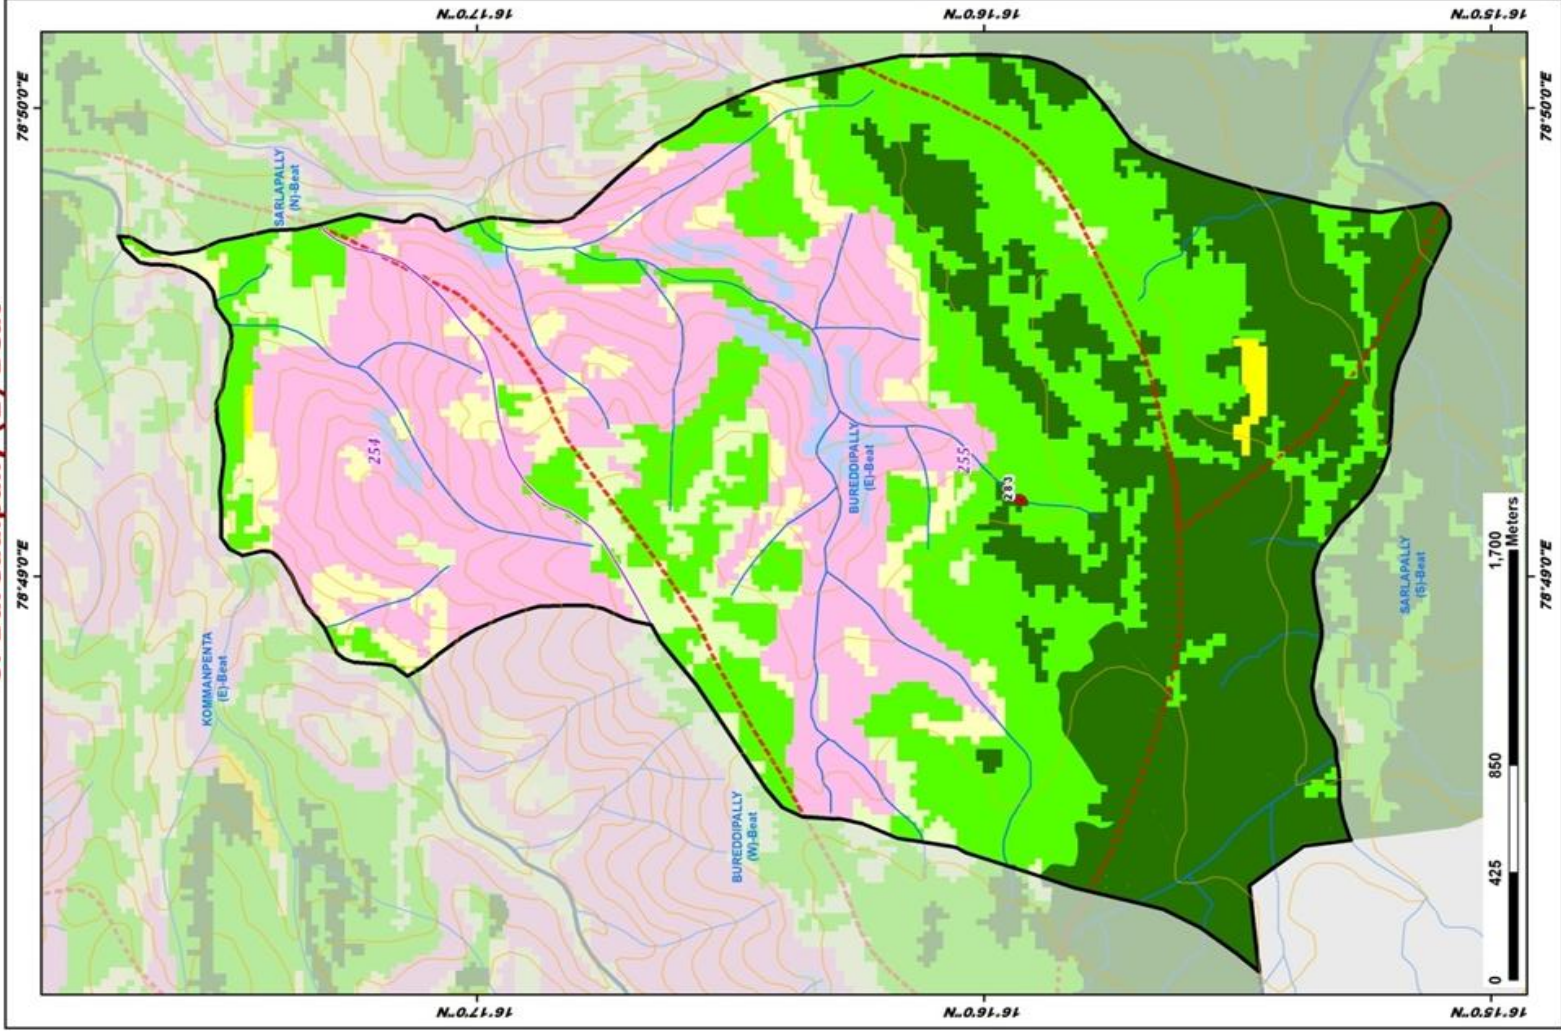 16°17'0"N
16°16'0"N
16°15'0"N
78°50'0"E
78°50'0"E
SARLAPALLY
(N)-Beat
254
BUREDDIPALLY
(E)-Beat
255
283
78°49'0"E
78°49'0"E
KOMMANPENTA
(E)-Beat
SARLAPALLY
(S)-Beat
BUREDDIPALLY
(W)-Beat
0 425 850 1,700
Meters
16°17'0"N
16°16'0"N
16°15'0"N